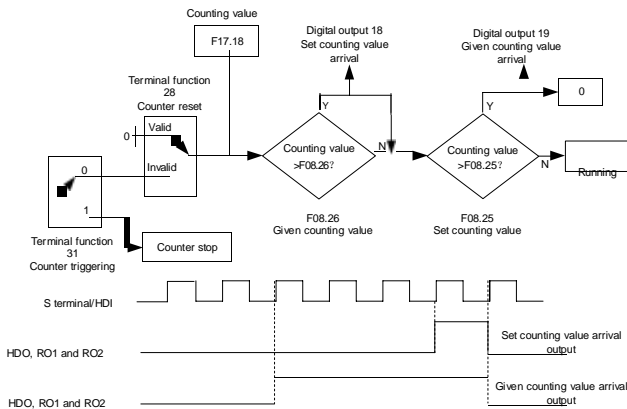 Counting value
F17.18
Digital output 18
Set counting value
arrival
Digital output 19
Given counting value
arrival
Terminal function
28
Counter reset
0
Valid
Invalid
Y
Counting value
>F08.26?
N
Y
Counting value
>F08.25?
N
0
Running
0
1
F08.26
Given counting value
F08.25
Set counting value
Terminal function
31
Counter triggering
Counter stop
S terminal/HDI
HDO, RO1 and RO2
Set counting value arrival
output
HDO, RO1 and RO2
Given counting value arrival
output